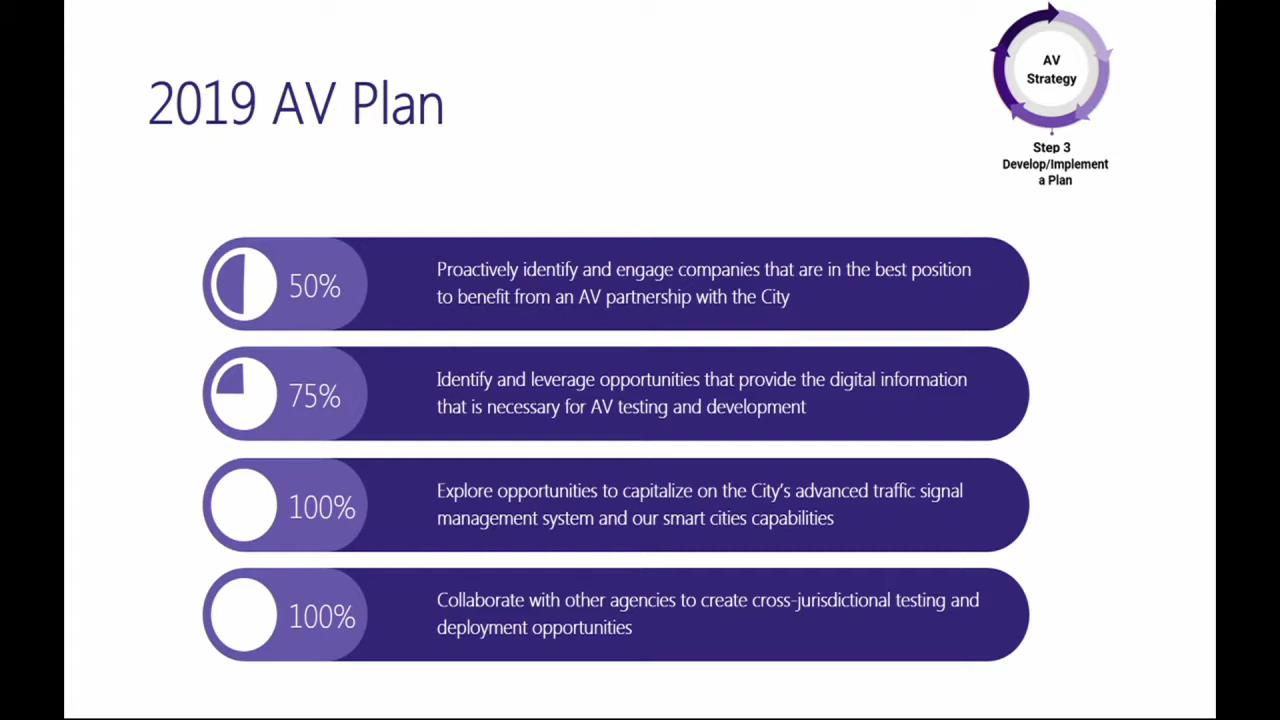 2019 AV Plan
AV
Strategy
Step 3
Develop/Implement
a Plan
50%
Proactively identify and engage companies that are in the best position
to benefit from an AV partnership with the City
75%
Identify and leverage opportunities that provide the digital information
that is necessary for AV testing and development
100%
Explore opportunities to capitalize on the City's advanced traffic signal
management system and our smart cities capabilities
100%
Collaborate with other agencies to create cross-jurisdictional testing and
deployment opportunities